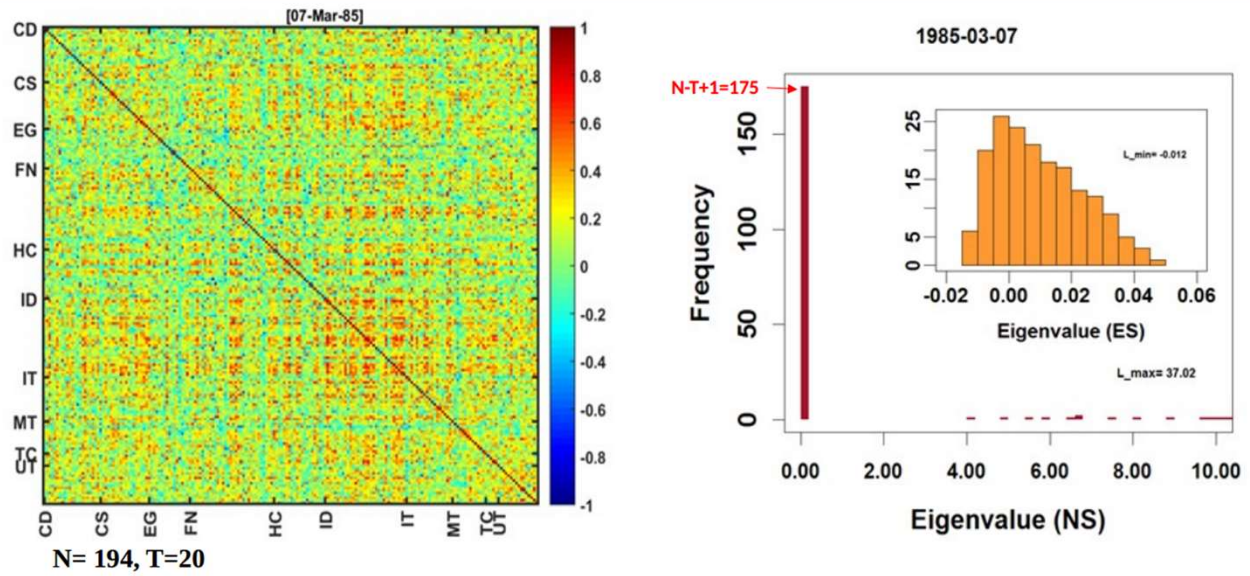 [07-Mar-85]
CD
CS
EG
FN
HC
ID
IT
MT
TC
UT
1
0.8
0.6
0.4
0.2
0
-0.2
-0.4
-0.6
-0.8
-1
CD CS EG FN HC ID IT MT TC UT
N= 194, T=20
1985-03-07
N-T+1=175
Frequency
150
100
50
0
0.00 2.00 4.00 6.00 8.00 10.00
Eigenvalue (NS)
25
15
5
0
L_min= -0.012
-0.02 0.00 0.02 0.04 0.06
Eigenvalue (ES)
L_max= 37.02